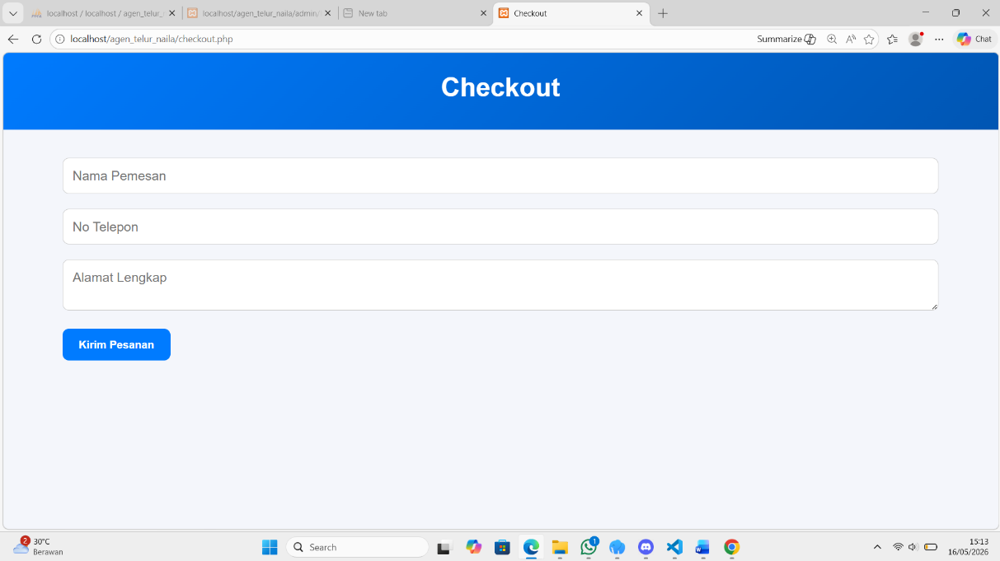 localhost / localhost / agen_telur_
localhost/agen_telur_naila/admin/
New tab
Checkout
localhost/agen_telur_naila/checkout.php
Summarize
Chat
Checkout
Nama Pemesan
No Telepon
Alamat Lengkap
Kirim Pesanan
2
30°C
Berawan
Search
1
15:13
16/05/2026